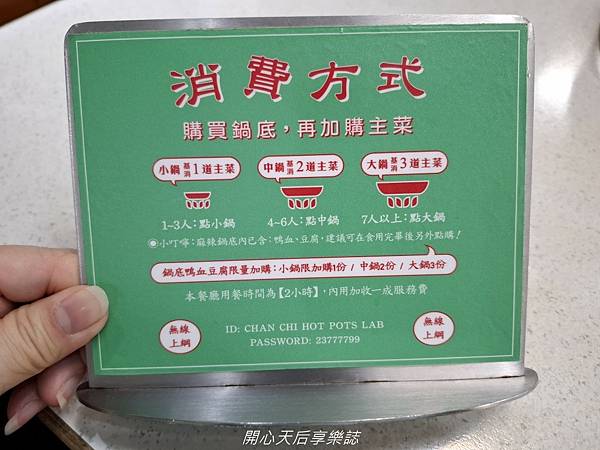 消費方式
購買鍋底，再加購主菜
小鍋 基消 1道主菜 中鍋 基消 2道主菜 大鍋 基消 3道主菜
1~3人：點小鍋 4~6人：點中鍋 7人以上：點大鍋
◉小叮嚀：麻辣鍋底內已含：鴨血、豆腐，建議可在食用完畢後另外點購！
鍋底鴨血豆腐限量加購：小鍋限加購1份 / 中鍋2份 / 大鍋3份
本餐廳用餐時間為【2小時】，內用加收一成服務費
無線上網 ID: CHAN CHI HOT POTS LAB 無線上網
PASSWORD: 23777799
開心天后享樂誌